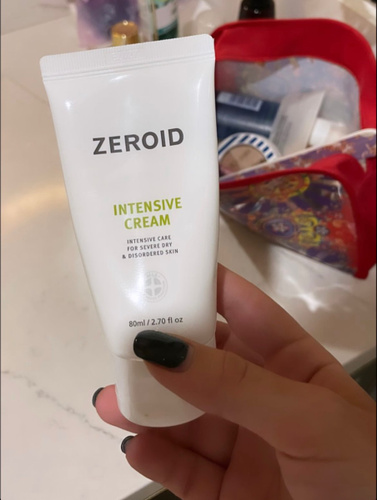 ZEROID
INTENSIVE
CREAM
INTENSIVE CARE
FOR SEVERE DRY
& DISORDERED SKIN
80ml / 2.70 fl oz